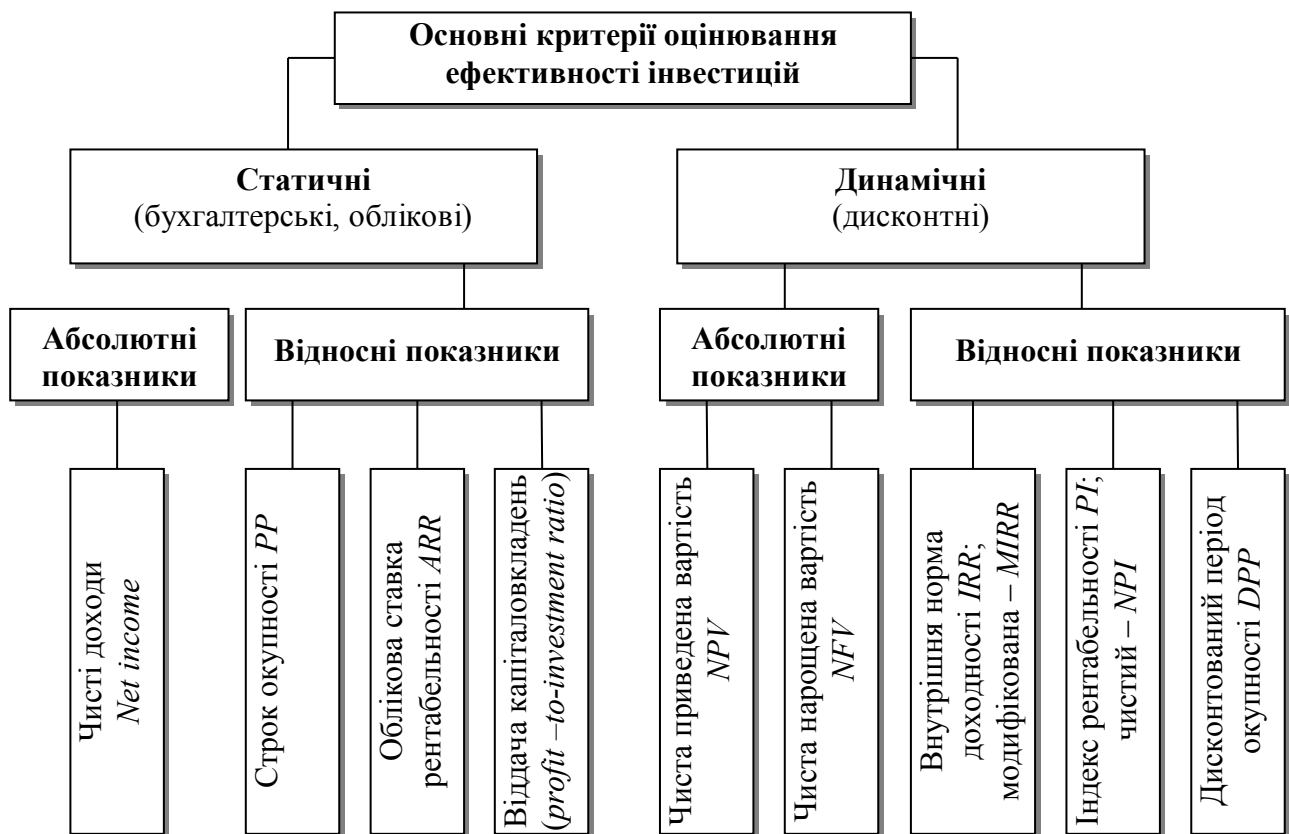 Основні критерії оцінювання
ефективності інвестицій
Статичні
(бухгалтерські, облікові)
Динамічні
(дисконтні)
Абсолютні
показники
Відносні показники
Абсолютні
показники
Відносні показники
Чисті доходи
Net income
Строк окупності PP
Облікова ставка
рентабельності ARR
Віддача капіталовкладень
(profit –to-investment ratio)
Чиста приведена вартість
NPV
Чиста нарощена вартість
NFV
Внутрішня норма
доходності IRR;
модифікована – MIRR
Індекс рентабельності PI;
чистий – NPI
Дисконтований період
окупності DPP